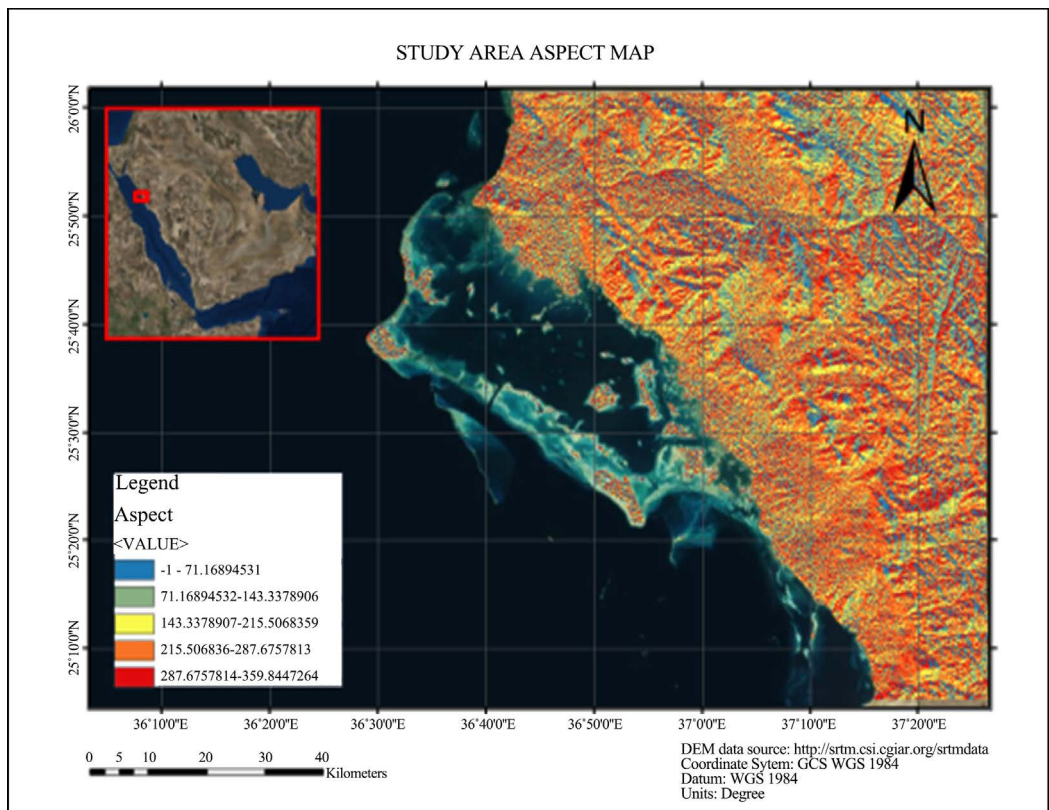 STUDY AREA ASPECT MAP
26°0'0"N
25°50'0"N
25°40'0"N
25°30'0"N
25°20'0"N
25°10'0"N
N
Legend
Aspect
<VALUE>
-1 - 71.16894531
71.16894532-143.3378906
143.3378907-215.5068359
215.506836-287.6757813
287.6757814-359.8447264
36°10'0"E
36°20'0"E
36°30'0"E
36°40'0"E
36°50'0"E
37°0'0"E
37°10'0"E
37°20'0"E
0 5 10 20 30 40
Kilometers
DEM data source: http://srtm.csi.cgiar.org/srtmdata
Coordinate Sytem: GCS WGS 1984
Datum: WGS 1984
Units: Degree